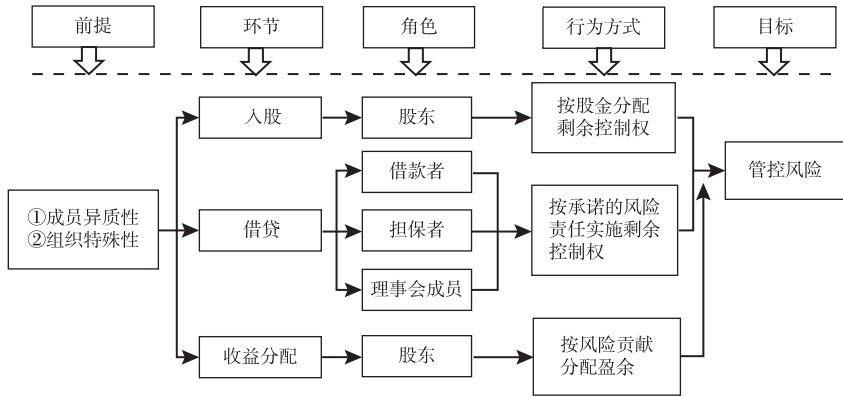 前提
环节
角色
行为方式
目标
入股
股东
按股金分配
剩余控制权
借款者
管控风险
①成员异质性
②组织特殊性
借贷
担保者
按承诺的风险
责任实施剩余
控制权
理事会成员
收益分配
股东
按风险贡献
分配盈余